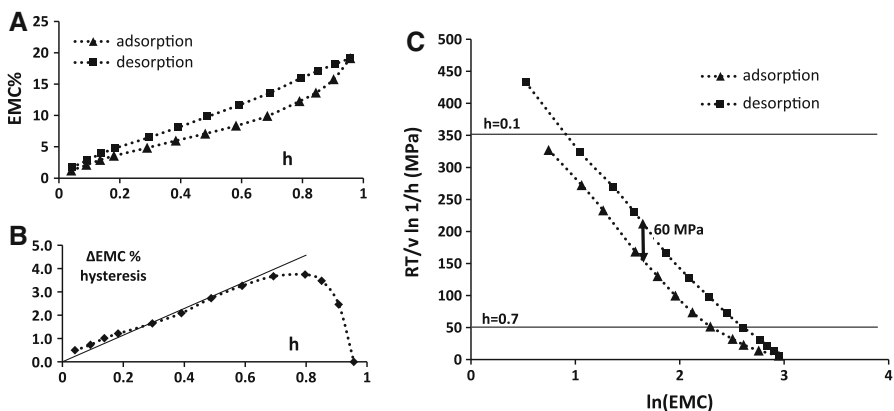 A
25
20
15
10
5
0
EMC%
adsorption
desorption
h
0
0.2
0.4
0.6
0.8
1
B
5.0
4.0
3.0
2.0
1.0
0.0
ΔEMC %
hysteresis
h
0
0.2
0.4
0.6
0.8
1
C
500
450
400
350
300
250
200
150
100
50
0
RT/v ln 1/h (MPa)
adsorption
desorption
h=0.1
60 MPa
h=0.7
0
1
2
3
4
ln(EMC)